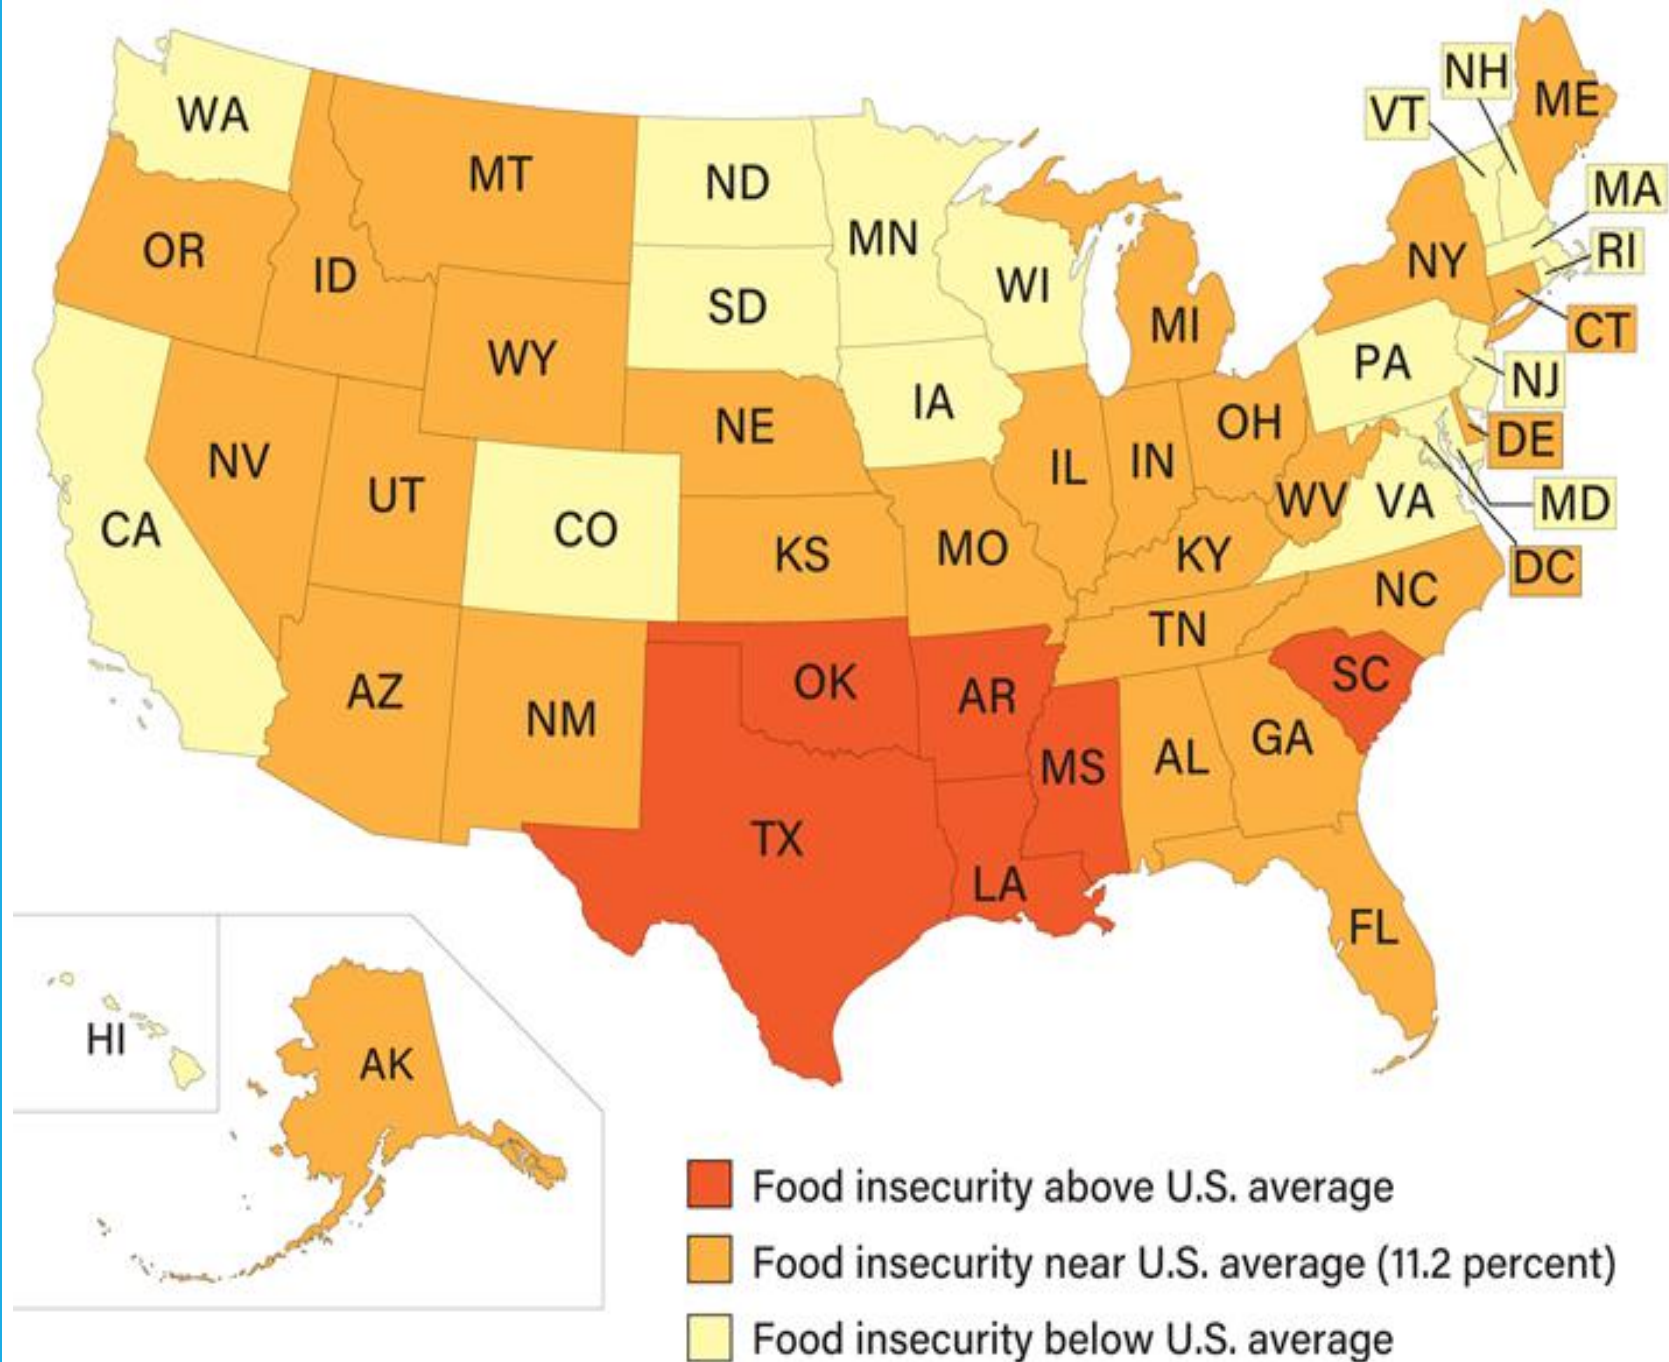 NH
ME
VT
WA
MT
ND
MA
MN
OR
ID
NY
RI
WI
SD
MI
CT
WY
PA
NJ
IA
NE
OH
DE
NV
IL
IN
UT
WV
VA
MD
CA
CO
KS
MO
KY
DC
NC
TN
OK
SC
AZ
AR
NM
GA
MS
AL
TX
LA
FL
HI
AK
Food insecurity above U.S. average
Food insecurity near U.S. average (11.2 percent)
Food insecurity below U.S. average